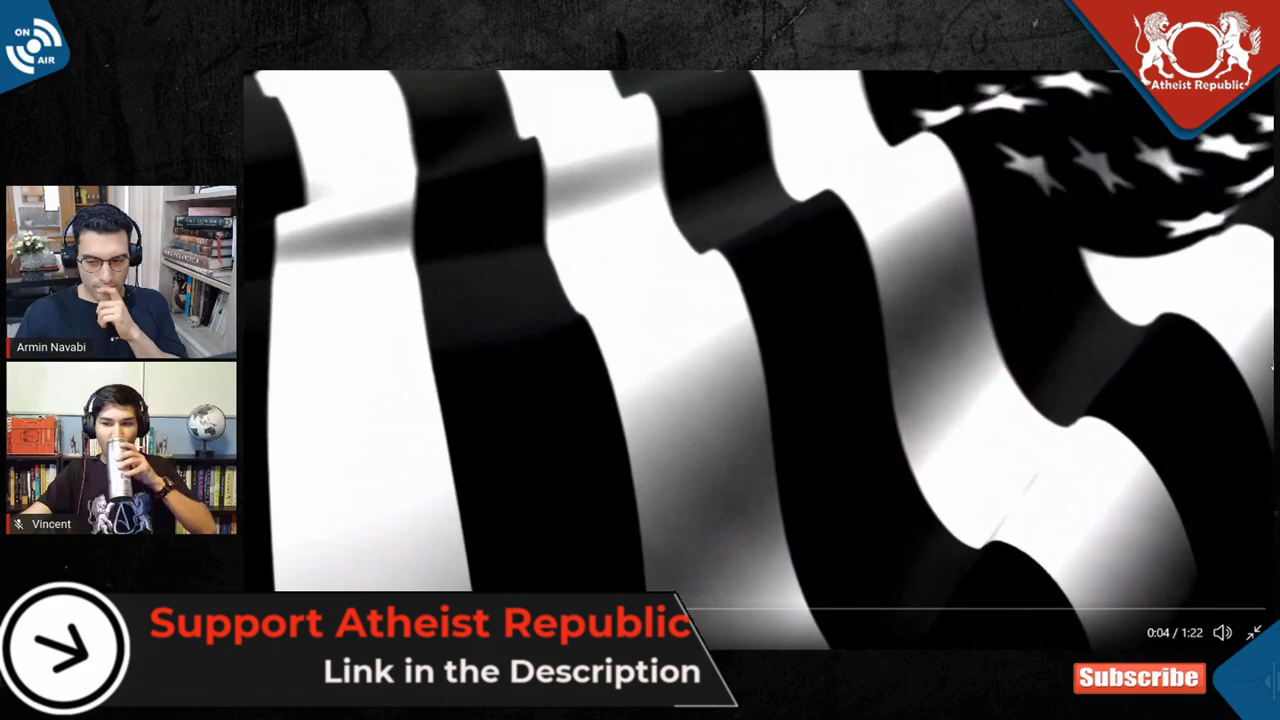 ON
AIR
Atheist Republic
Armin Navabi
Vincent
Support Atheist Republic
Link in the Description
0:04 / 1:22
Subscribe